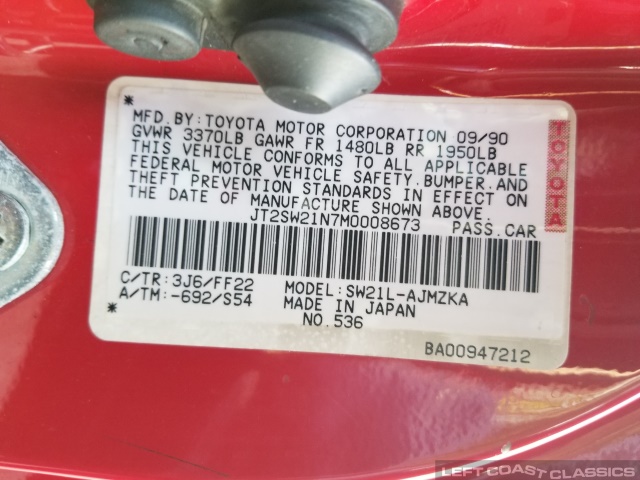 MFD. BY: TOYOTA MOTOR CORPORATION 09/90
GVWR 3370LB GAWR FR 1480LB RR 1950LB
THIS VEHICLE CONFORMS TO ALL APPLICABLE
FEDERAL MOTOR VEHICLE SAFETY, BUMPER, AND
THEFT PREVENTION STANDARDS IN EFFECT ON
THE DATE OF MANUFACTURE SHOWN ABOVE.
JT2SW21N7M0008673 PASS. CAR
TOYOTA
C/TR: 3J6/FF22 MODEL: SW21L-AJMZKA
A/TM: -692/S54 MADE IN JAPAN
NO. 536
BA00947212
LEFT COAST CLASSICS